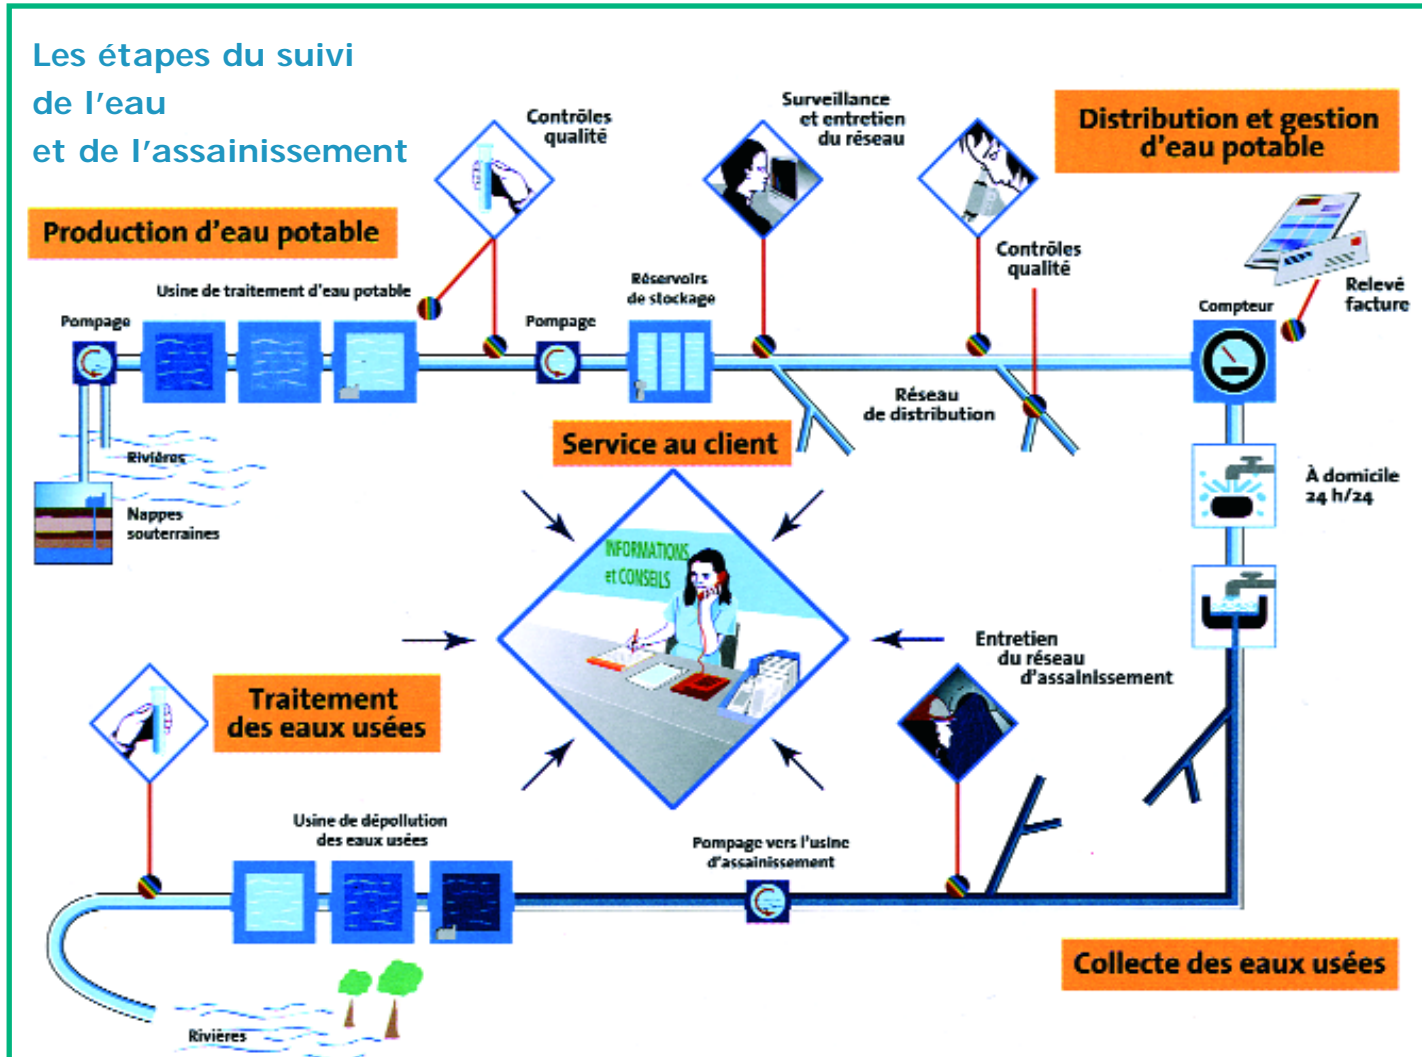 Les étapes du suivi
de l'eau
et de l'assainissement
Contrôles
qualité
Surveillance
et entretien
du réseau
Distribution et gestion
d'eau potable
Production d'eau potable
Contrôles
qualité
Relevé
facture
Usine de traitement d'eau potable
Réservoirs
de stockage
Pompage
Pompage
Compteur
Réseau
de distribution
Rivières
Nappes
souterraines
Service au client
À domicile
24 h/24
INFORMATIONS
et CONSEILS
Entretien
du réseau
d'assainissement
Traitement
des eaux usées
Usine de dépollution
des eaux usées
Pompage vers l'usine
d'assainissement
Collecte des eaux usées
Rivières